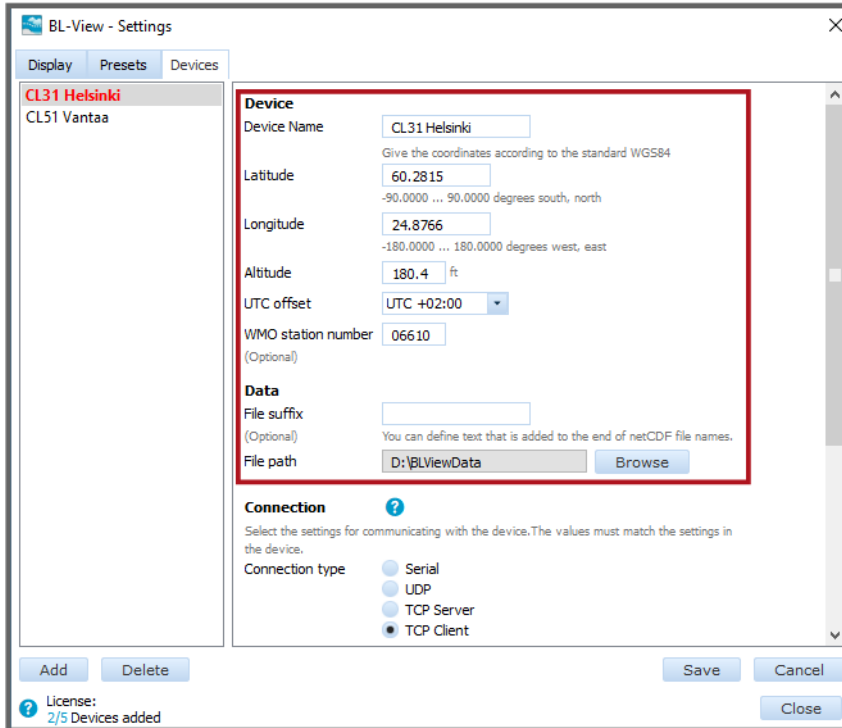 BL-View - Settings
Display Presets Devices
CL31 Helsinki
CL51 Vantaa
Device
Device Name CL31 Helsinki
Give the coordinates according to the standard WGS84
Latitude 60.2815
-90.0000 ... 90.0000 degrees south, north
Longitude 24.8766
-180.0000 ... 180.0000 degrees west, east
Altitude 180.4 ft
UTC offset UTC +02:00
WMO station number 06610
(Optional)
Data
File suffix
(Optional) You can define text that is added to the end of netCDF file names.
File path D:\BLViewData Browse
Connection ?
Select the settings for communicating with the device.The values must match the settings in
the device.
Connection type Serial
UDP
TCP Server
TCP Client
Add Delete Save Cancel
? License:
2/5 Devices added
Close